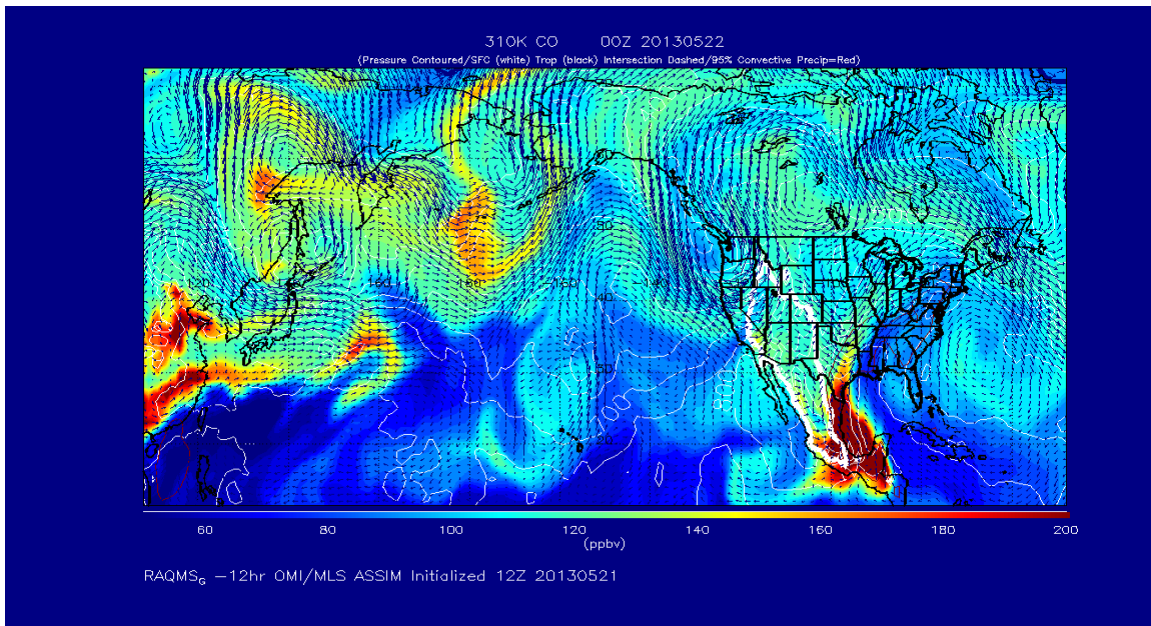 310K CO 00Z 20130522
(Pressure Contoured/SFC (white) Trop (black) Intersection Dashed/95% Convective Precip=Red)
60 80 100 120 140 160 180 200
(ppbv)
RAQMS_G -12hr OMI/MLS ASSIM Initialized 12Z 20130521